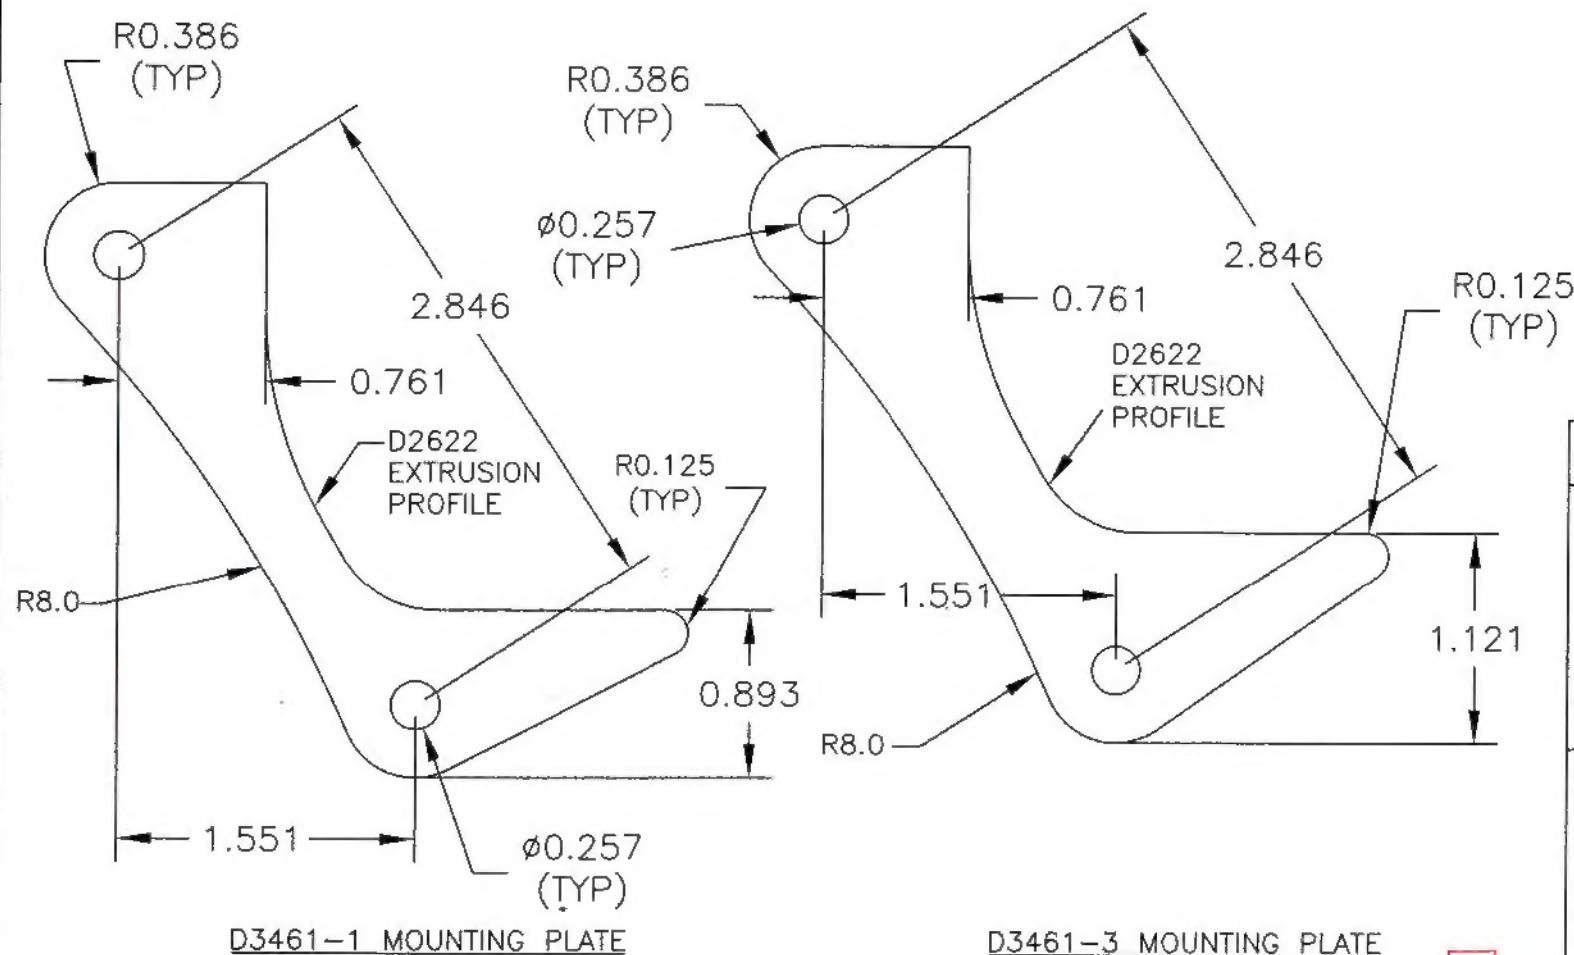 R0.386
(TYP)
2.846
0.761
D2622
EXTRUSION
PROFILE
R0.125
(TYP)
R8.0
0.893
1.551
ø0.257
(TYP)
D3461-1 MOUNTING PLATE
R0.386
(TYP)
ø0.257
(TYP)
2.846
0.761
R0.125
(TYP)
D2622
EXTRUSION
PROFILE
1.551
1.121
R8.0
D3461-3 MOUNTING PLATE